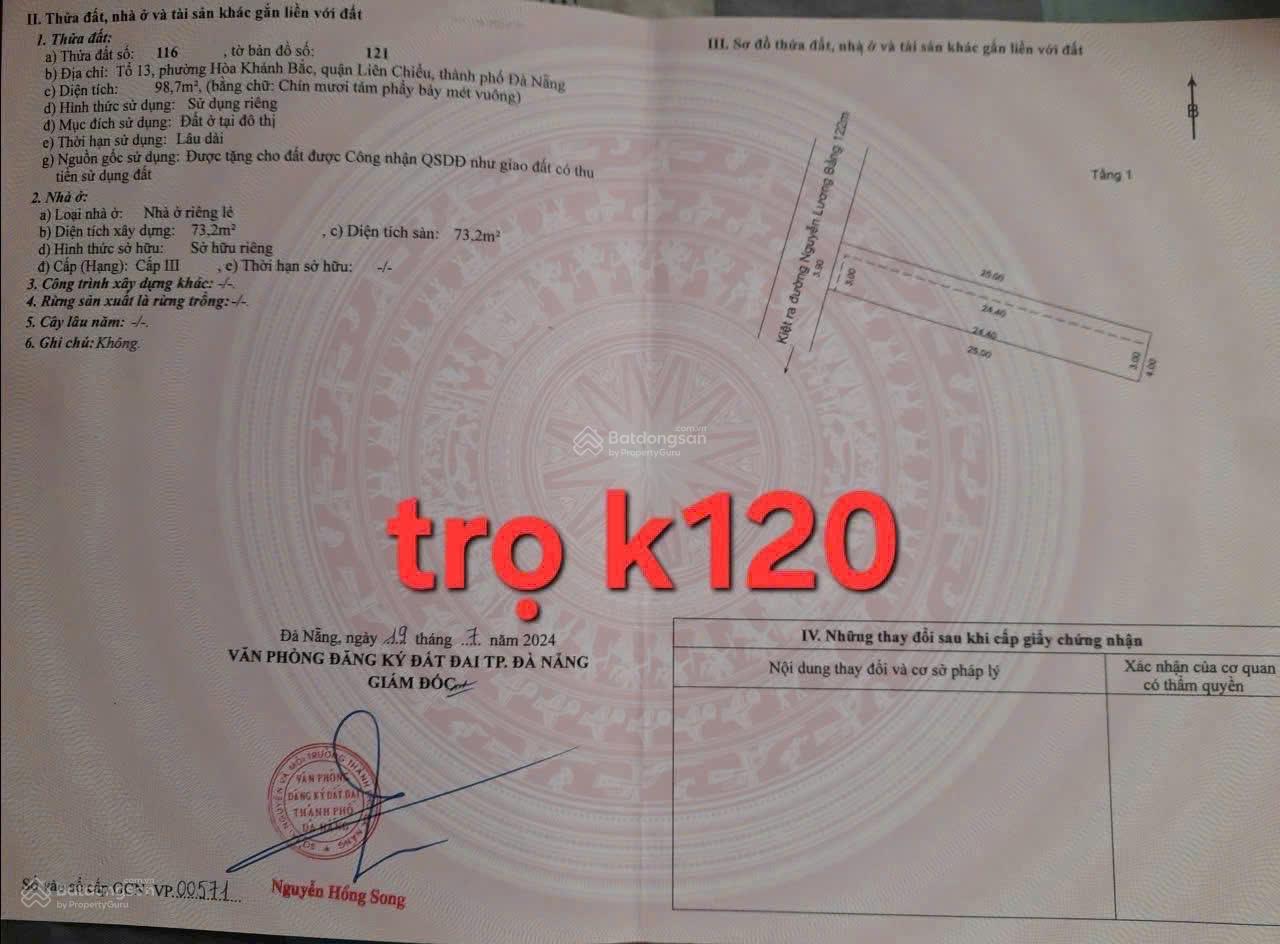 II. Thửa đất, nhà ở và tài sản khác gắn liền với đất
1. Thửa đất:
a) Thửa đất số: 116 , tờ bản đồ số: 121
b) Địa chỉ: Tổ 13, phường Hòa Khánh Bắc, quận Liên Chiểu, thành phố Đà Nẵng
c) Diện tích: 98,7m², (bằng chữ: Chín mươi tám phẩy bảy mét vuông)
d) Hình thức sử dụng: Sử dụng riêng
đ) Mục đích sử dụng: Đất ở tại đô thị
e) Thời hạn sử dụng: Lâu dài
g) Nguồn gốc sử dụng: Được tặng cho đất được Công nhận QSDĐ như giao đất có thu
tiền sử dụng đất
2. Nhà ở:
a) Loại nhà ở: Nhà ở riêng lẻ
b) Diện tích xây dựng: 73,2m² , c) Diện tích sàn: 73,2m²
d) Hình thức sở hữu: Sở hữu riêng
đ) Cấp (Hạng): Cấp III , e) Thời hạn sở hữu: -/-
3. Công trình xây dựng khác: -/-.
4. Rừng sản xuất là rừng trồng: -/-.
5. Cây lâu năm: -/-.
6. Ghi chú: Không.
III. Sơ đồ thửa đất, nhà ở và tài sản khác gắn liền với đất
B
Tầng 1
Kiệt ra đường Nguyễn Lương Bằng 122m
3.90
3.00
25.00
24.40
24.40
25.00
3.00
4.00
Batdongsan.com.vn
by PropertyGuru
trọ k120
Đà Nẵng, ngày 19 tháng 7 năm 2024
VĂN PHÒNG ĐĂNG KÝ ĐẤT ĐAI TP. ĐÀ NẴNG
GIÁM ĐỐC
VĂN PHÒNG
ĐĂNG KÝ ĐẤT ĐAI
THÀNH PHỐ
ĐÀ NẴNG
Nguyễn Hồng Song
Số vào sổ cấp GCN: VP.00571
by PropertyGuru
IV. Những thay đổi sau khi cấp giấy chứng nhận
Nội dung thay đổi và cơ sở pháp lý
Xác nhận của cơ quan
có thẩm quyền